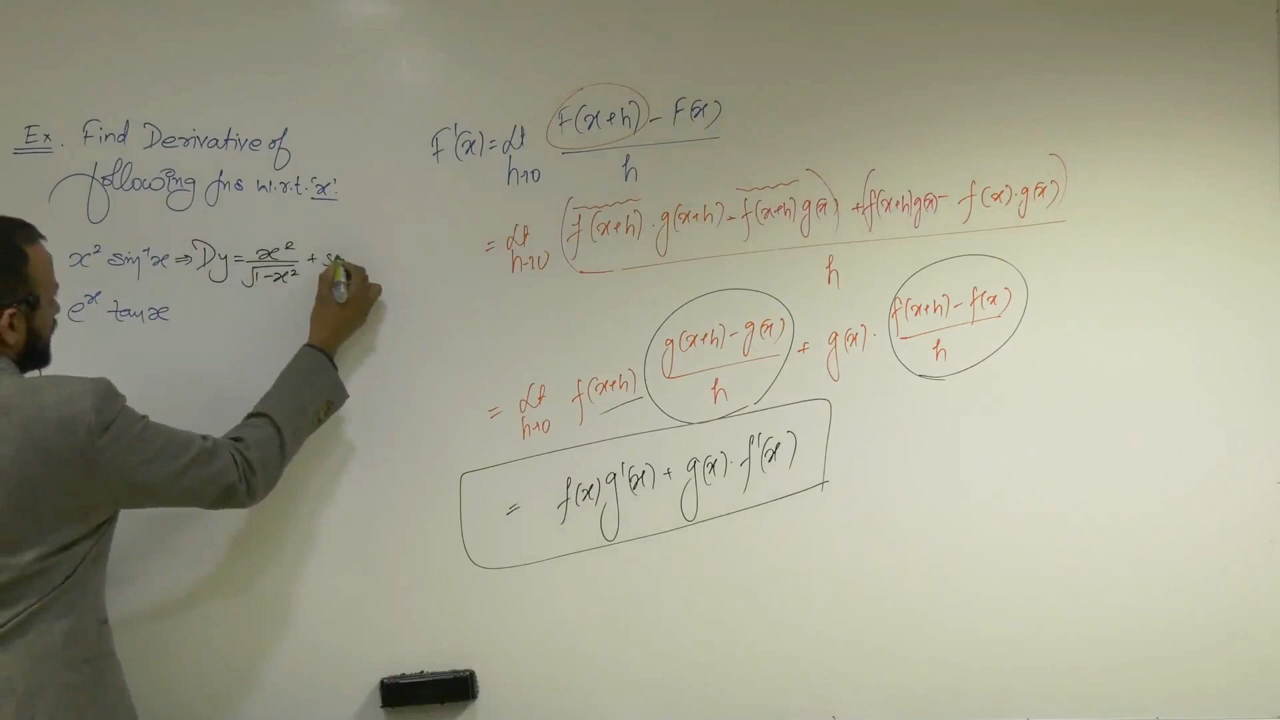 Ex. Find Derivative of
following fns w.r.t. 'x'.
x² sin⁻¹x ⇒ Dy = x²/√(1-x²) + s
eˣ tan x
F'(x) = Lt h→0 (F(x+h) - F(x))/h
= Lt h→0 ((f(x+h).g(x+h) - f(x+h)g(x)) + (f(x+h)g(x) - f(x).g(x)))/h
= Lt h→0 f(x+h) (g(x+h) - g(x))/h + g(x). (f(x+h) - f(x))/h
= f(x)g'(x) + g(x).f'(x)